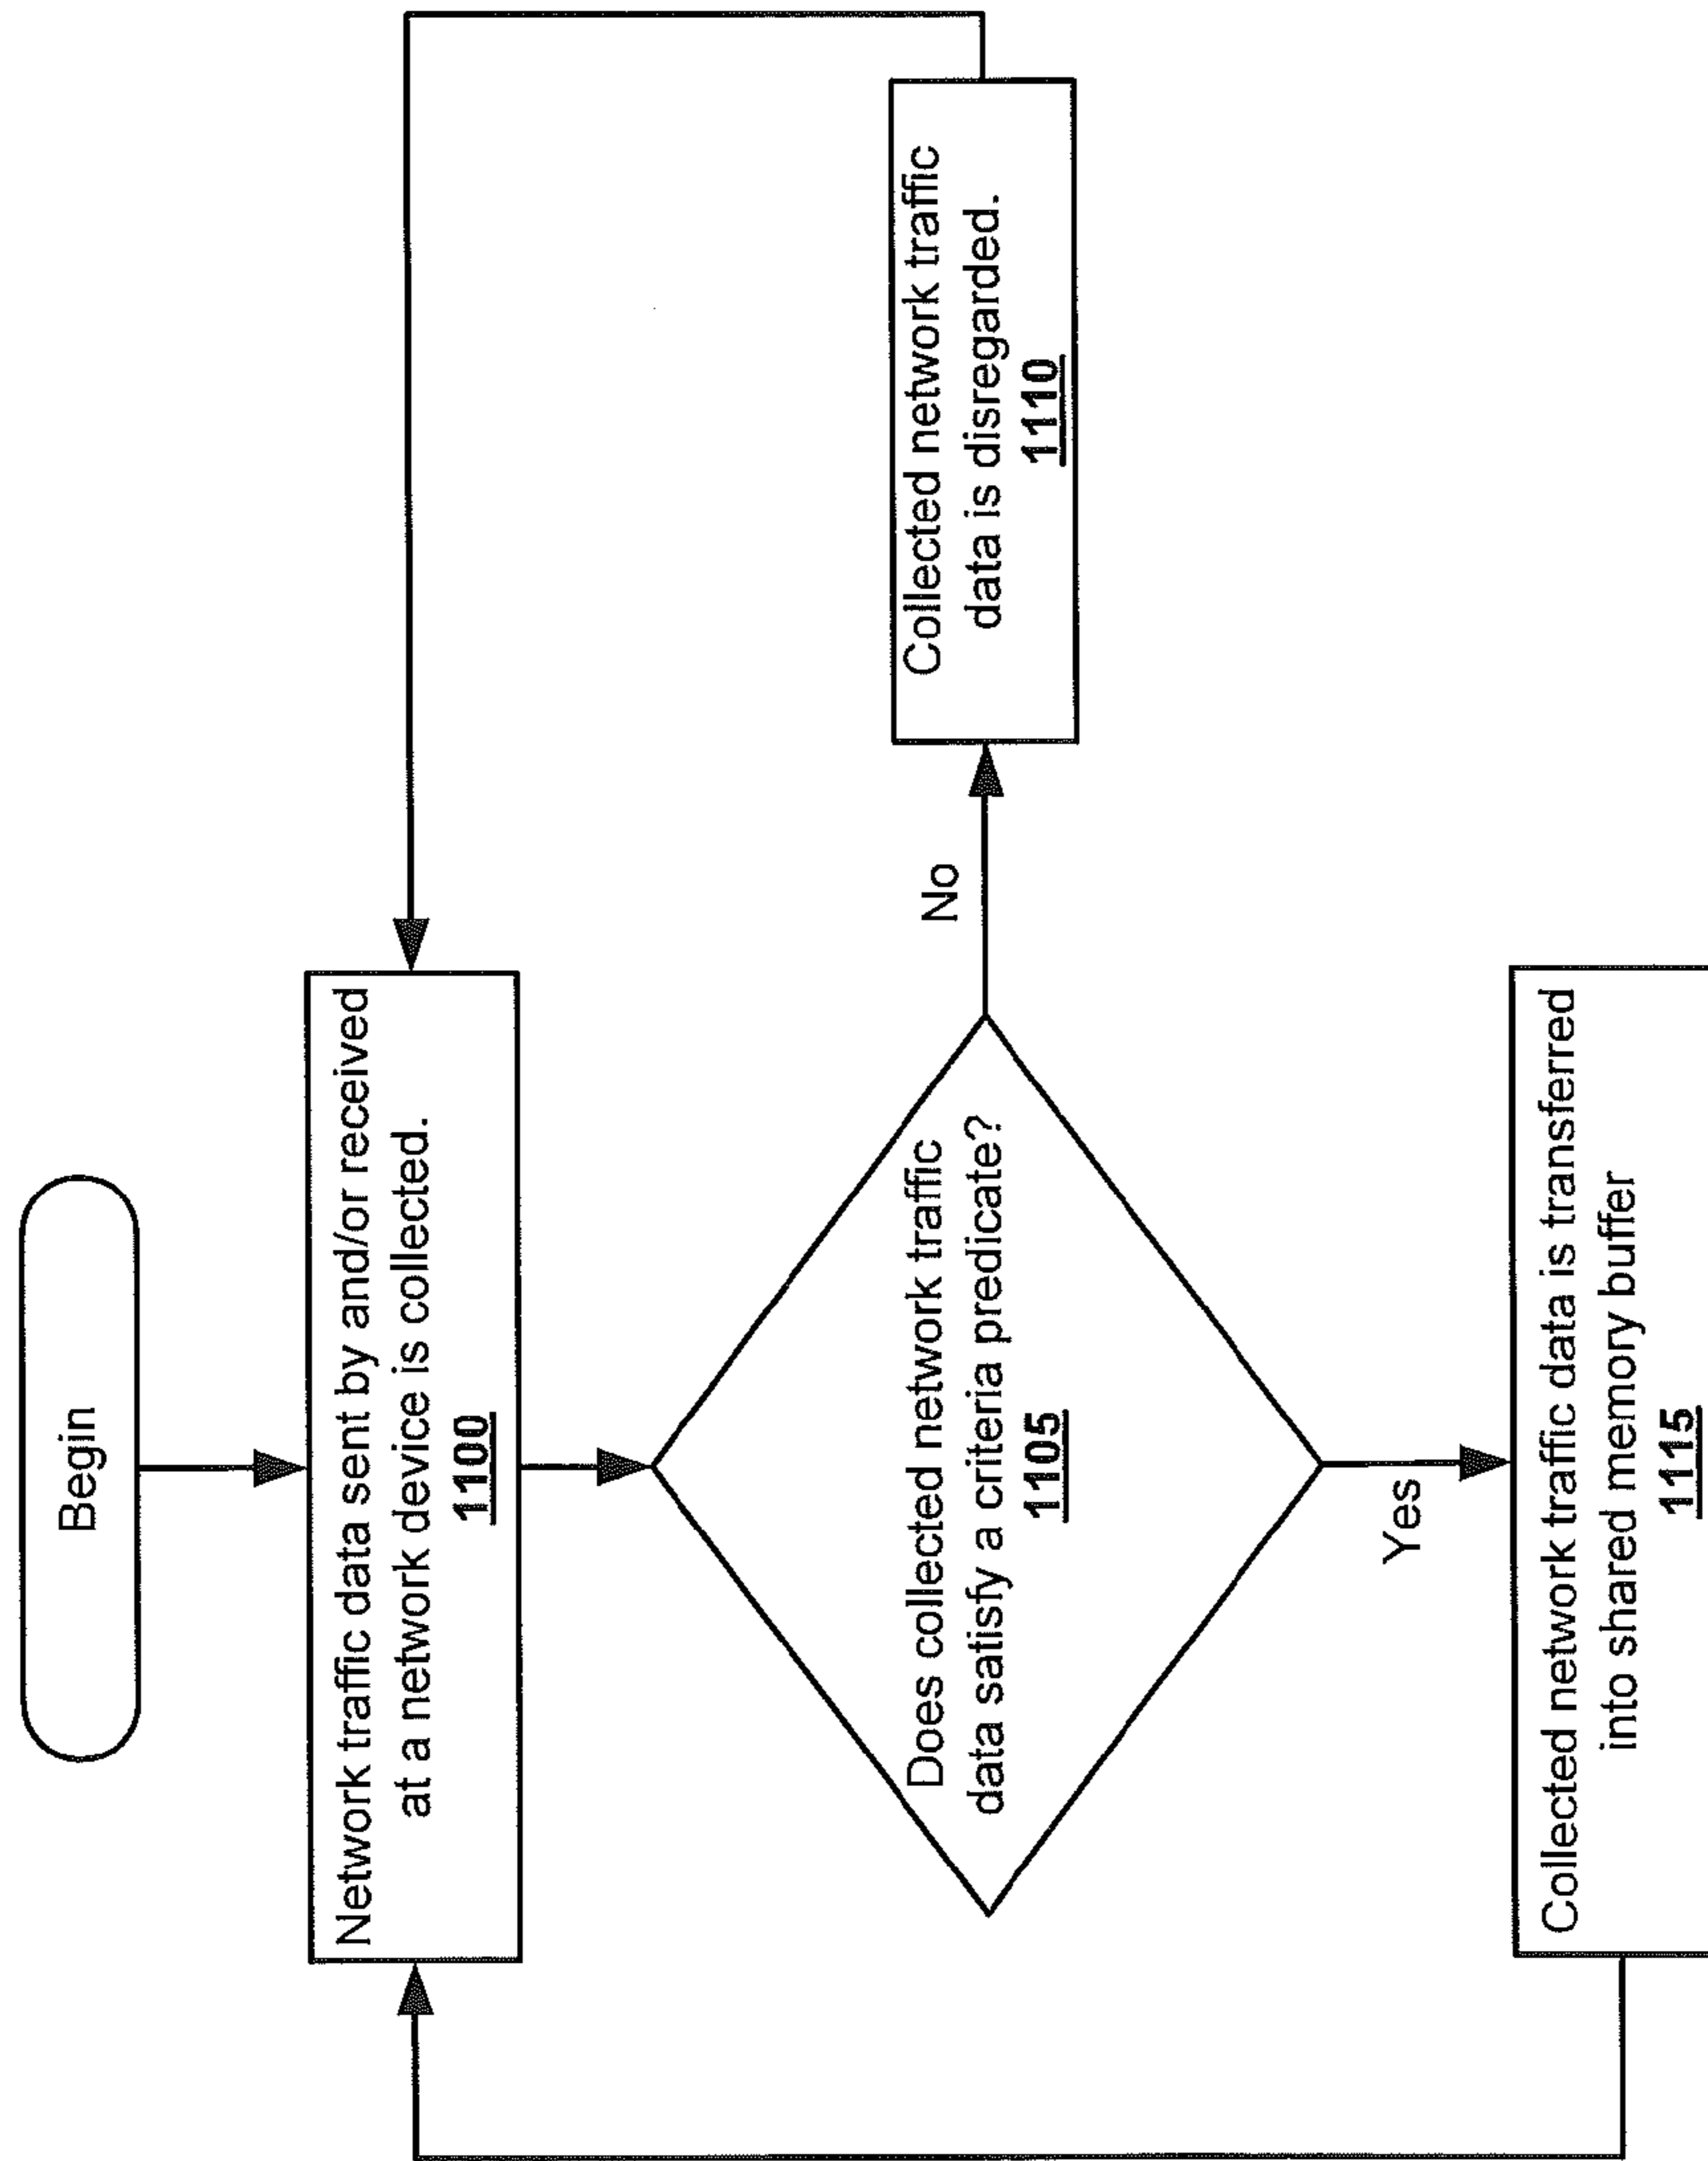 Begin
Network traffic data sent by and/or received
at a network device is collected.
1100
Does collected network traffic
data satisfy a criteria predicate?
1105
No
Collected network traffic
data is disregarded.
1110
Yes
Collected network traffic data is transferred
into shared memory buffer
1115